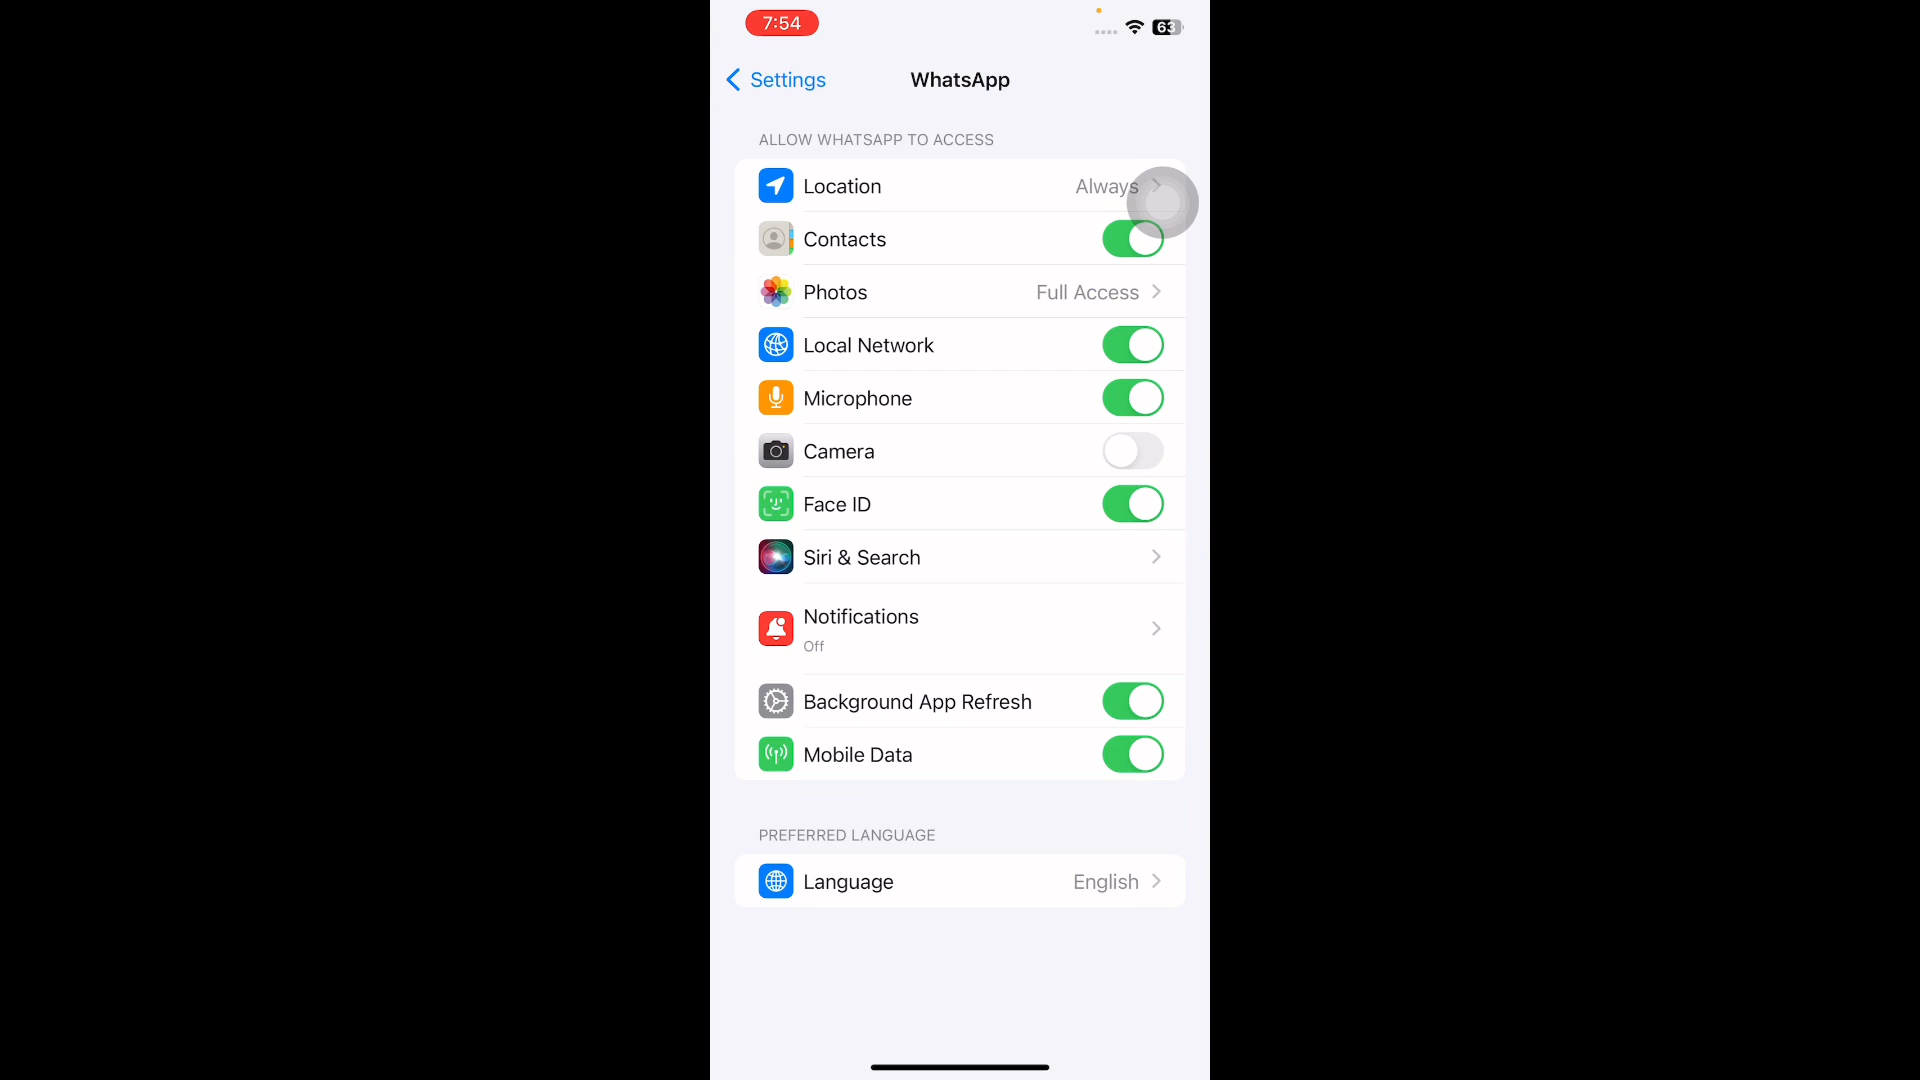 7:54
63
Settings
WhatsApp
ALLOW WHATSAPP TO ACCESS
Location Always
Contacts
Photos Full Access
Local Network
Microphone
Camera
Face ID
Siri & Search
Notifications
Off
Background App Refresh
Mobile Data
PREFERRED LANGUAGE
Language English